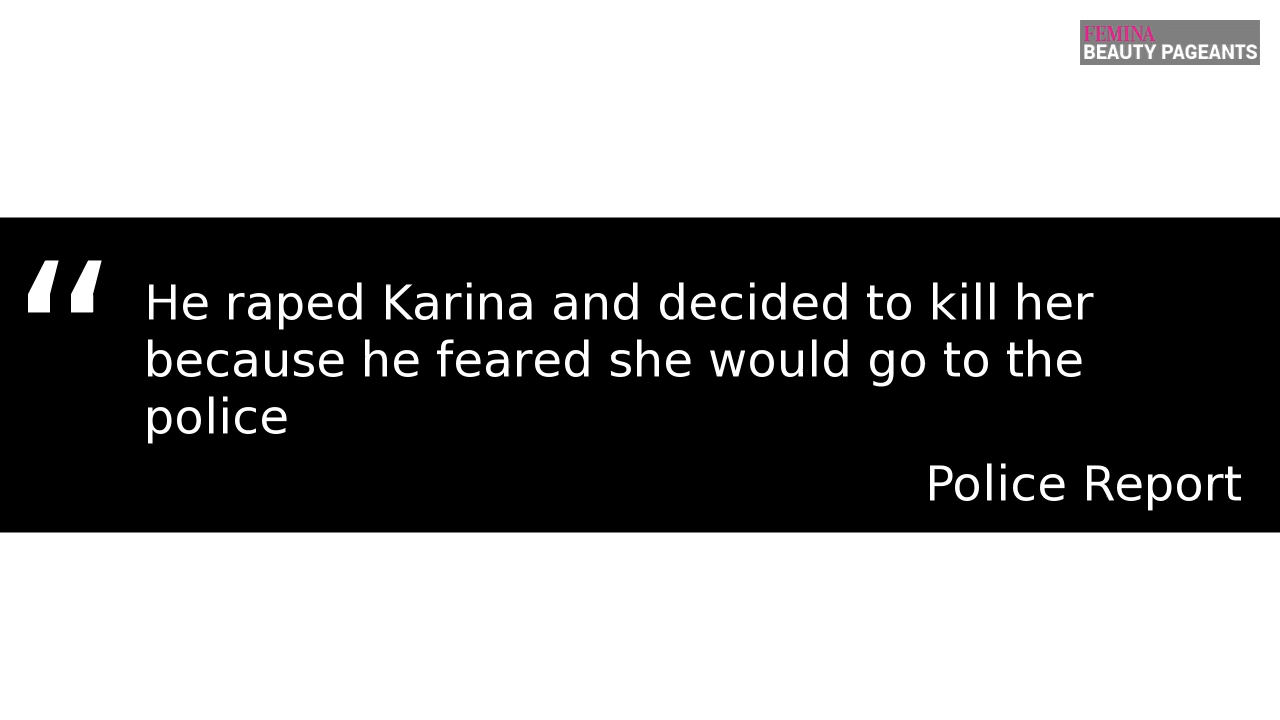 FEMINA
BEAUTY PAGEANTS
“
He raped Karina and decided to kill her
because he feared she would go to the
police
Police Report